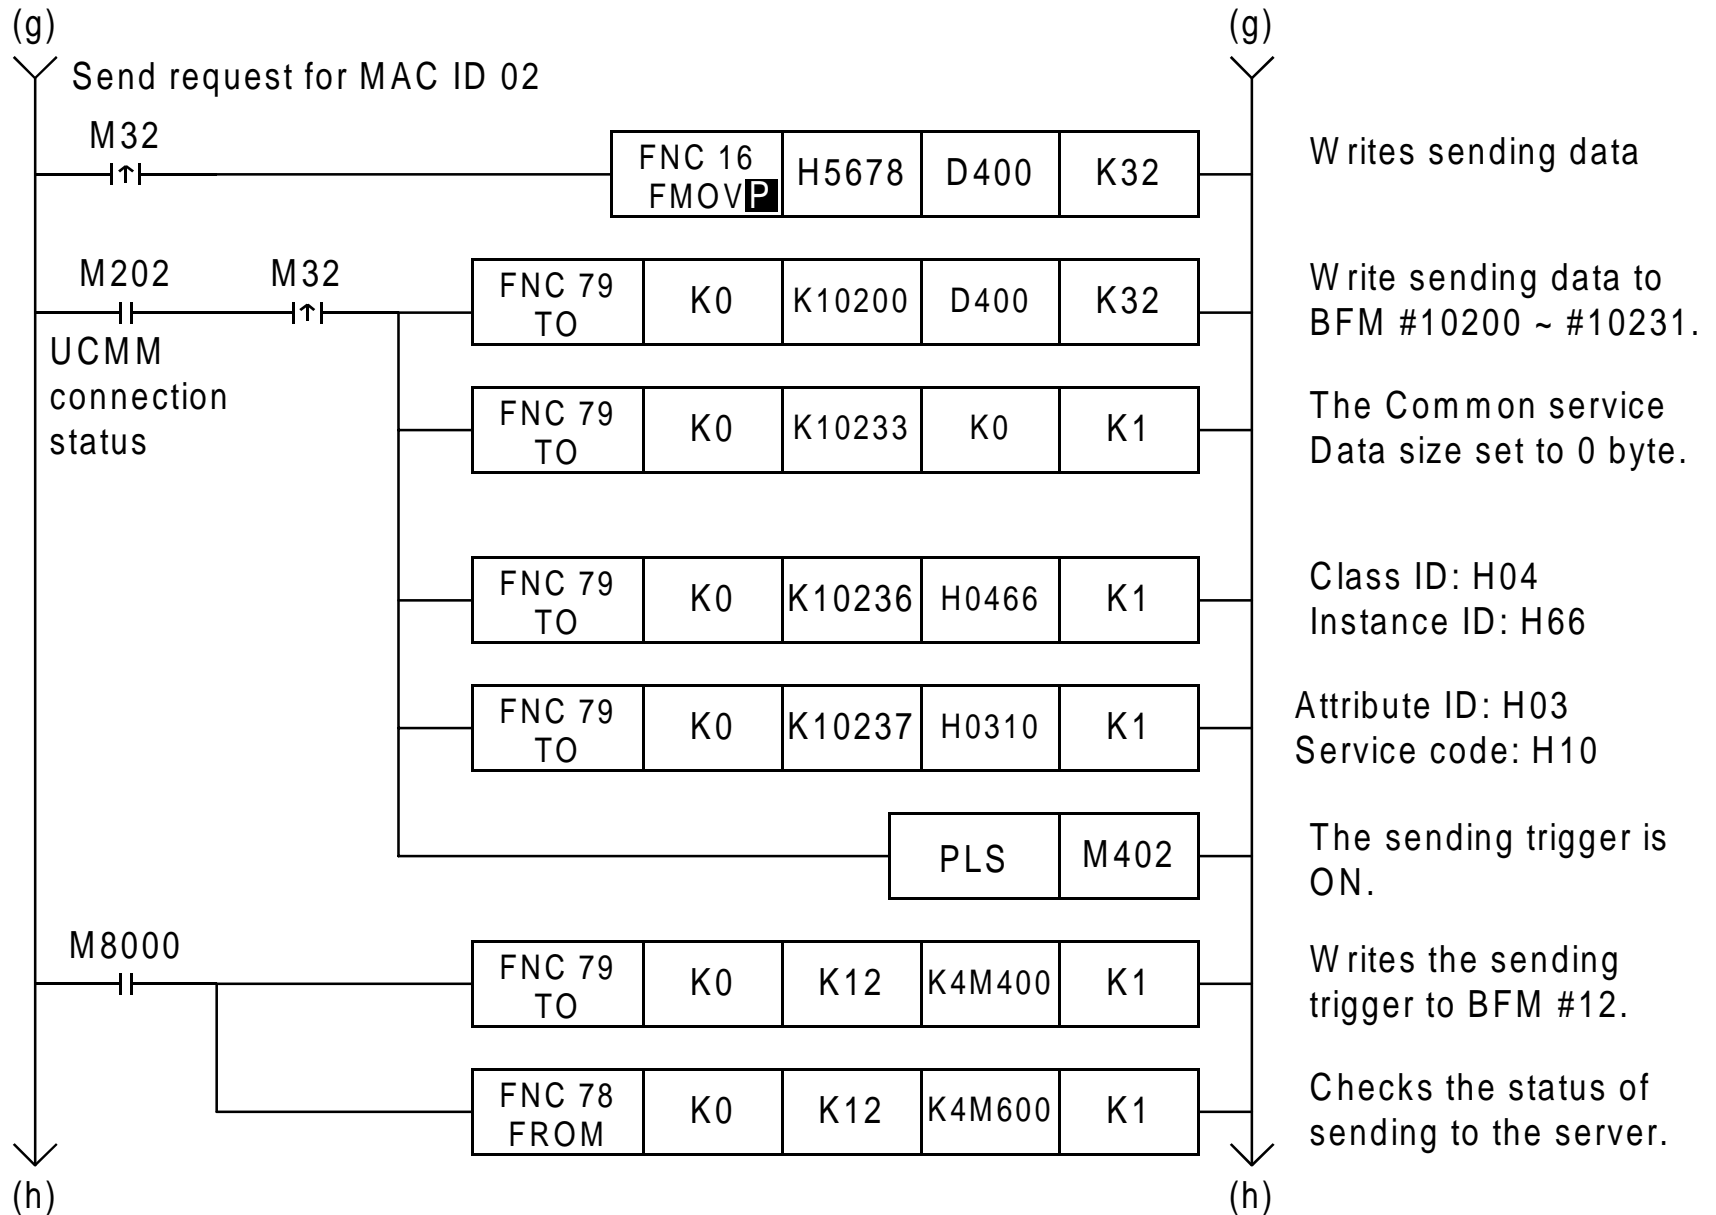 (g) (g)
Send request for MAC ID 02
M32
FNC 16
FMOVP H5678 D400 K32
Writes sending data
M202 M32
UCMM
connection
status
FNC 79
TO K0 K10200 D400 K32
Write sending data to
BFM #10200 ~ #10231.
FNC 79
TO K0 K10233 K0 K1
The Common service
Data size set to 0 byte.
FNC 79
TO K0 K10236 H0466 K1
Class ID: H04
Instance ID: H66
FNC 79
TO K0 K10237 H0310 K1
Attribute ID: H03
Service code: H10
PLS M402
The sending trigger is
ON.
M8000
FNC 79
TO K0 K12 K4M400 K1
Writes the sending
trigger to BFM #12.
FNC 78
FROM K0 K12 K4M600 K1
Checks the status of
sending to the server.
(h) (h)